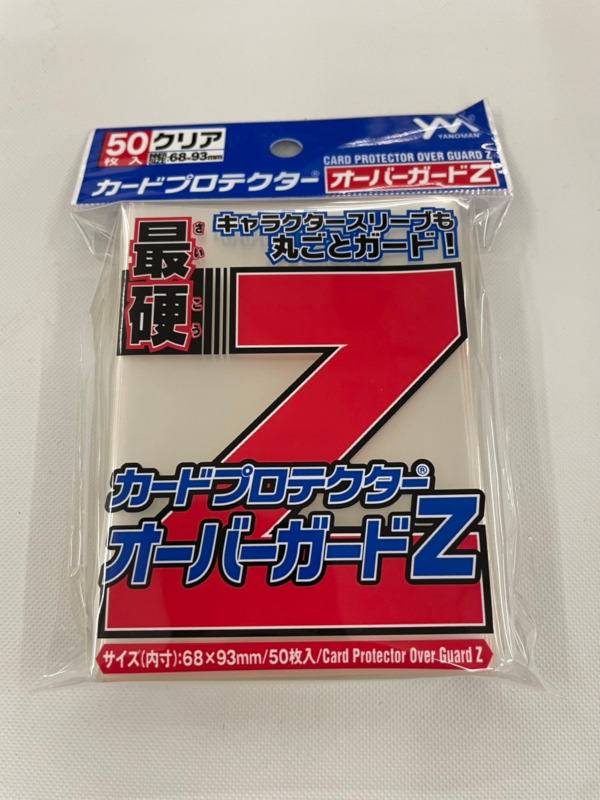 50枚入
クリア
68-93mm
YANOMAN
CARD PROTECTOR OVER GUARD Z
カードプロテクター®
オーバーガードZ
キャラクタースリーブも
丸ごとガード!
最硬
さいこう
Z
カードプロテクター®
オーバーガードZ
サイズ(内寸):68×93mm/50枚入/Card Protector Over Guard Z